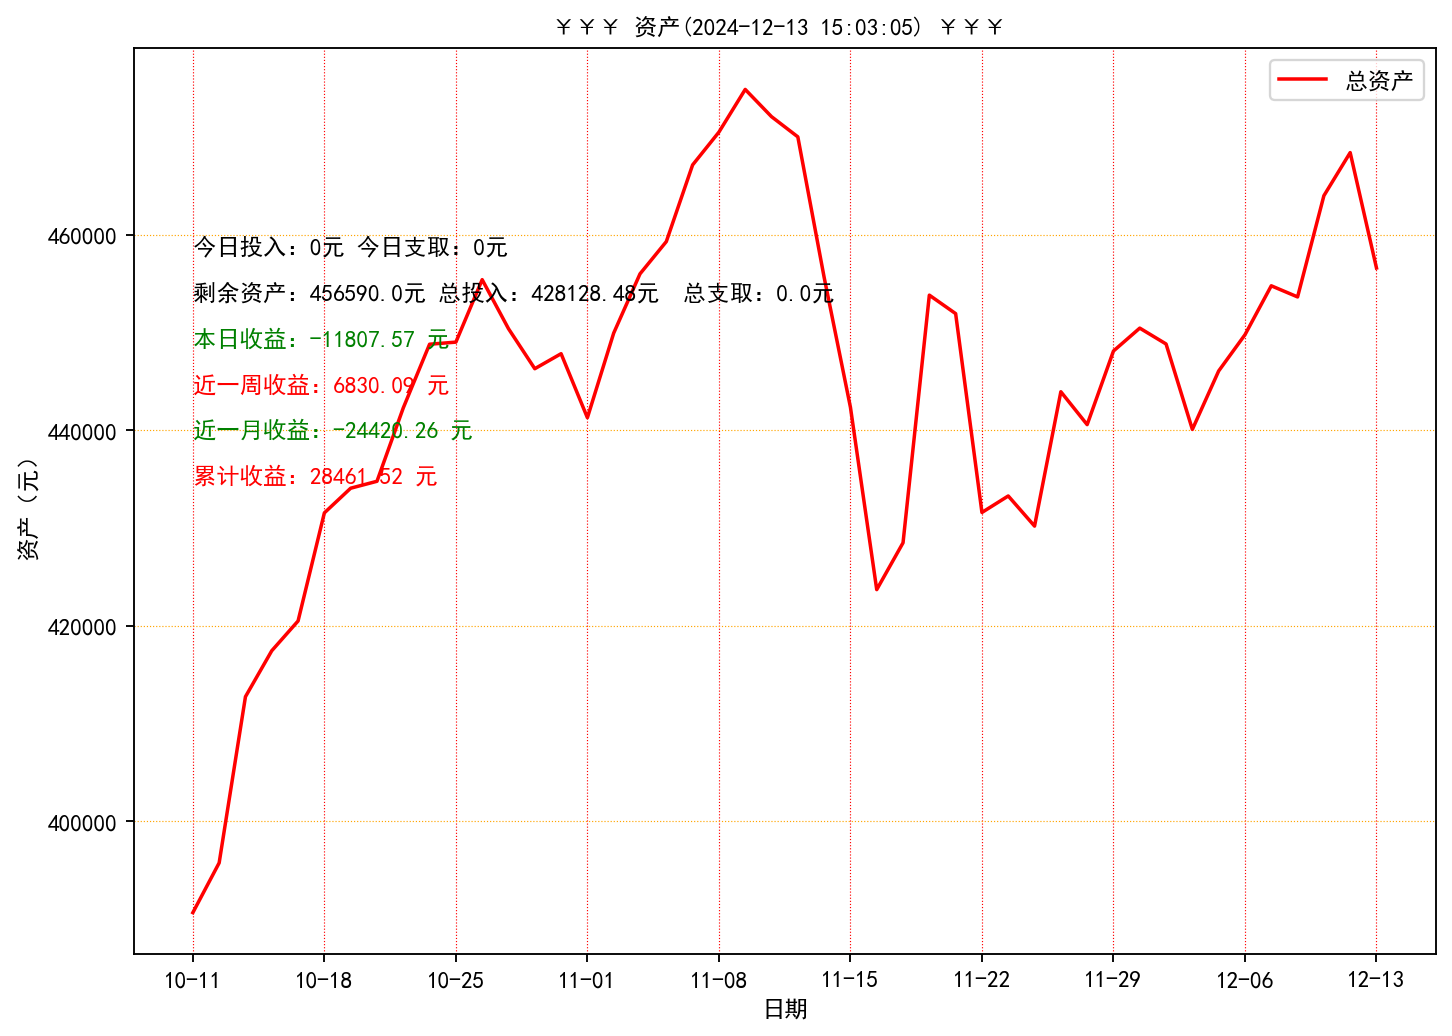 ￥￥￥ 资产(2024-12-13 15:03:05) ￥￥￥
总资产
今日投入：0元 今日支取：0元
剩余资产：456590.0元 总投入：428128.48元  总支取：0.0元
本日收益：-11807.57 元
近一周收益：6830.09 元
近一月收益：-24420.26 元
累计收益：28461.52 元
资产（元）
460000
440000
420000
400000
10-11 10-18 10-25 11-01 11-08 11-15 11-22 11-29 12-06 12-13
日期